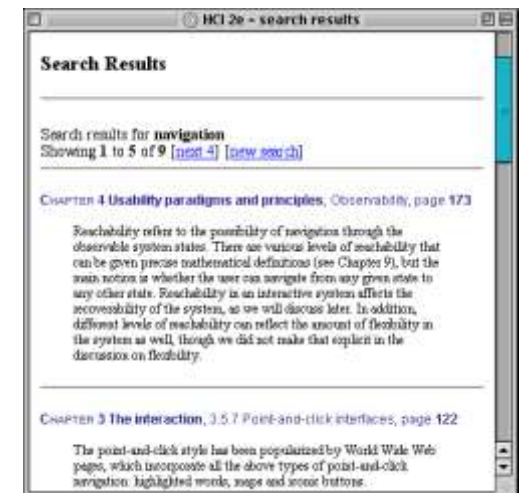 HCI 2e - search results
Search Results
Search results for navigation
Showing 1 to 5 of 9 [next 4] [new search]
CHAPTER 4 Usability paradigms and principles, Observability, page 173
Reachability refers to the possibility of navigation through the
observable system states. There are various levels of reachability that
can be given precise mathematical definitions (see Chapter 9), but the
main notion is whether the user can navigate from any given state to
any other state. Reachability in an interactive system affects the
recoverability of the system, as we will discuss later. In addition,
different levels of reachability can reflect the amount of flexibility in
the system as well, though we did not make that explicit in the
discussion on flexibility.
CHAPTER 3 The interaction, 3.5.7 Point-and-click interfaces, page 122
The point-and-click style has been popularized by World Wide Web
pages, which incorporate all the above types of point-and-click
navigation: highlighted words, maps and iconic buttons.